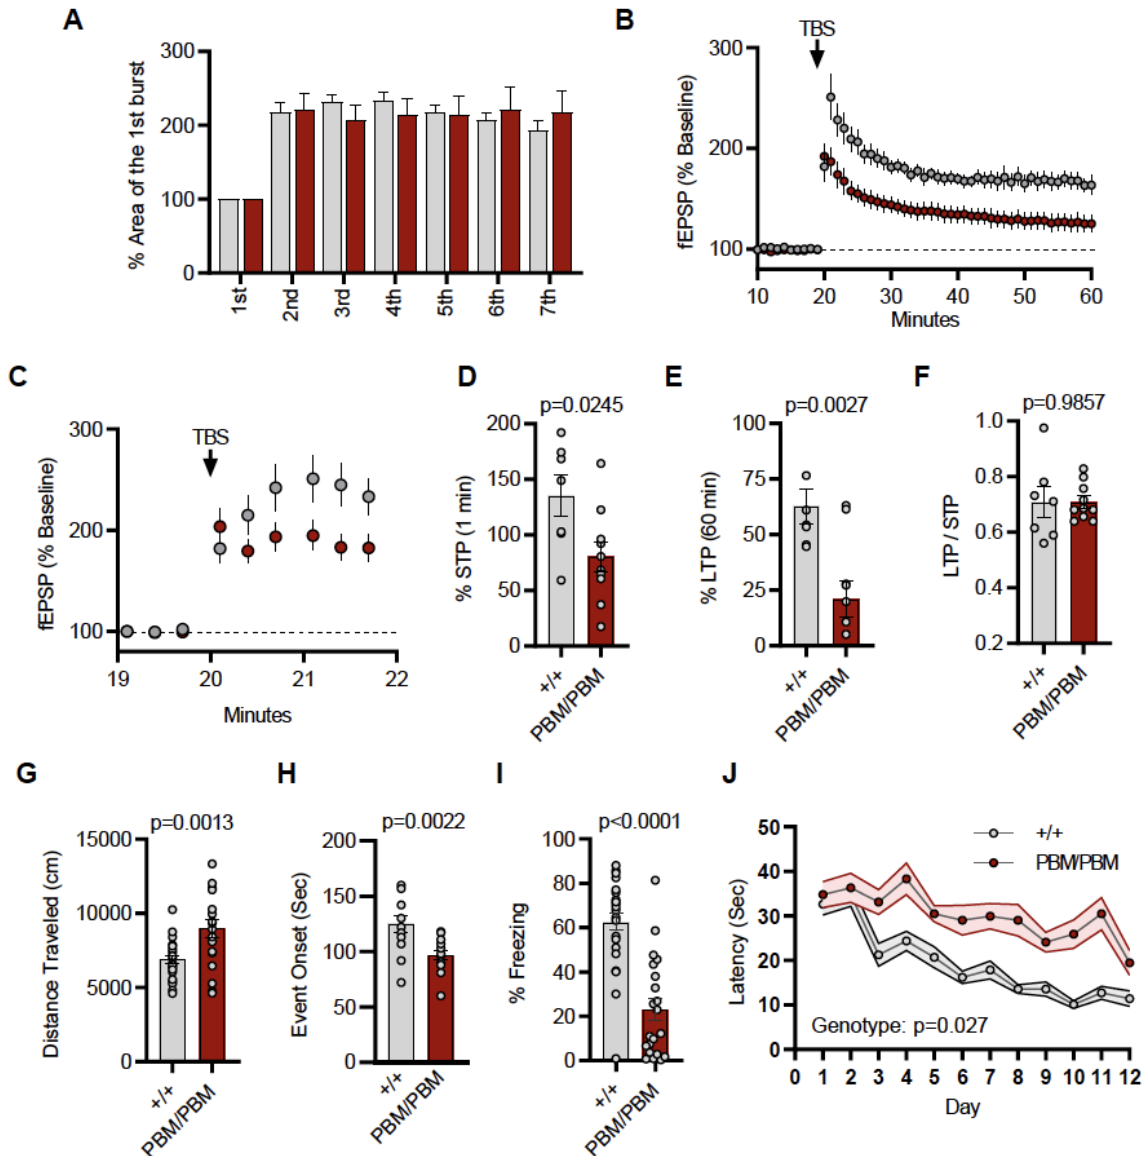 A
% Area of the 1st burst
300
200
100
0
1st
2nd
3rd
4th
5th
6th
7th
B
TBS
fEPSP (% Baseline)
300
200
100
10
20
30
40
50
60
Minutes
C
TBS
fEPSP (% Baseline)
300
200
100
19
20
21
22
Minutes
D
p=0.0245
% STP (1 min)
200
150
100
50
0
+/+
PBM/PBM
E
p=0.0027
% LTP (60 min)
100
75
50
25
0
+/+
PBM/PBM
F
p=0.9857
LTP / STP
1.0
0.8
0.6
0.4
0.2
+/+
PBM/PBM
G
p=0.0013
Distance Traveled (cm)
15000
10000
5000
0
+/+
PBM/PBM
H
p=0.0022
Event Onset (Sec)
200
150
100
50
0
+/+
PBM/PBM
I
p<0.0001
% Freezing
100
80
60
40
20
0
+/+
PBM/PBM
J
Latency (Sec)
50
40
30
20
10
0
+/+
PBM/PBM
Genotype: p=0.027
0 1 2 3 4 5 6 7 8 9 10 11 12
Day